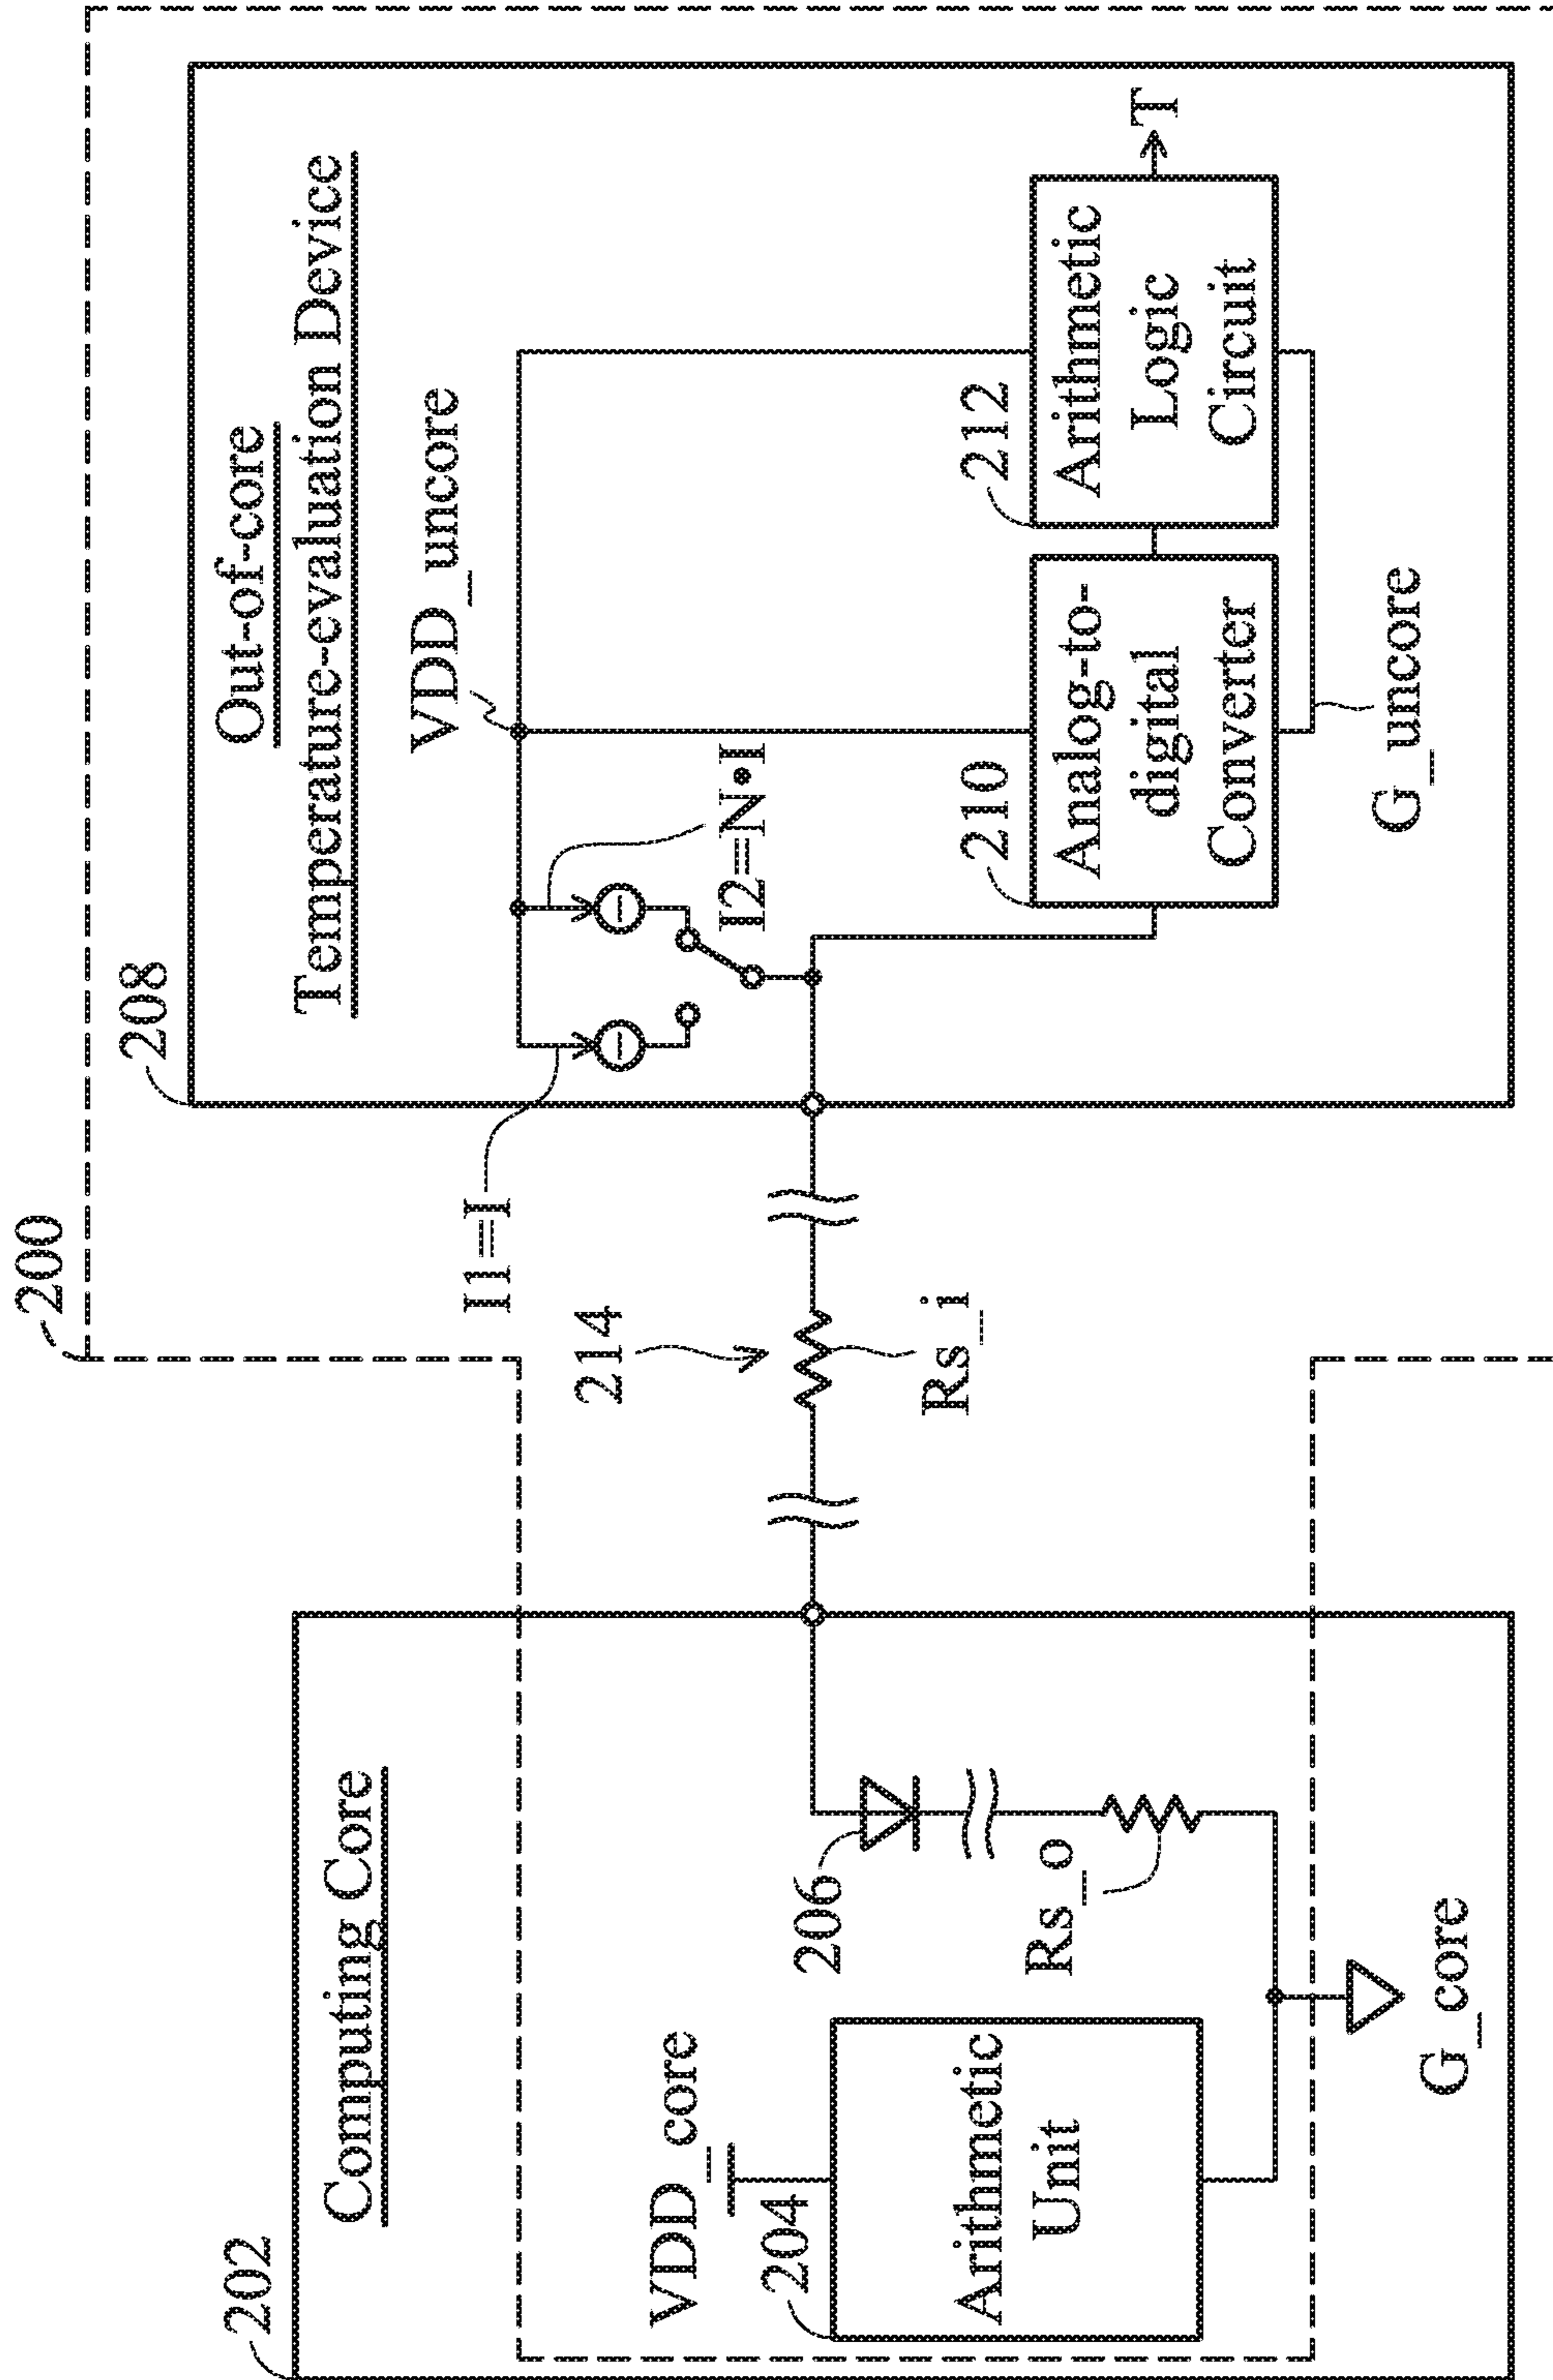 200
202
Computing Core
VDD_core
204
Arithmetic
Unit
206
Rs_o
G_core
214
Rs_i
208
Out-of-core
Temperature-evaluation Device
I1=I
I2=N•I
VDD_uncore
210
Analog-to-
digital
Converter
212
Arithmetic
Logic
Circuit
T
G_uncore